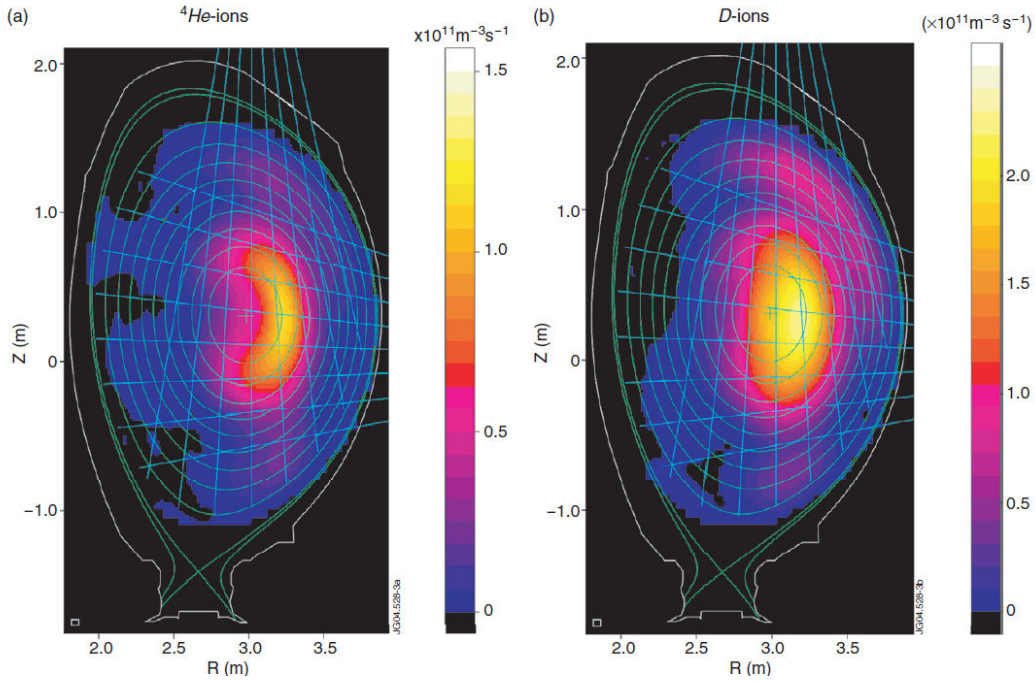 (a)
⁴He-ions
x10¹¹m⁻³s⁻¹
2.0
1.0
0
−1.0
Z (m)
2.0 2.5 3.0 3.5
R (m)
1.5
1.0
0.5
0
JG04.528-3a
(b)
D-ions
(×10¹¹m⁻³ s⁻¹)
2.0
1.0
0
−1.0
Z (m)
2.0 2.5 3.0 3.5
R (m)
2.0
1.5
1.0
0.5
0
JG04.528-3b